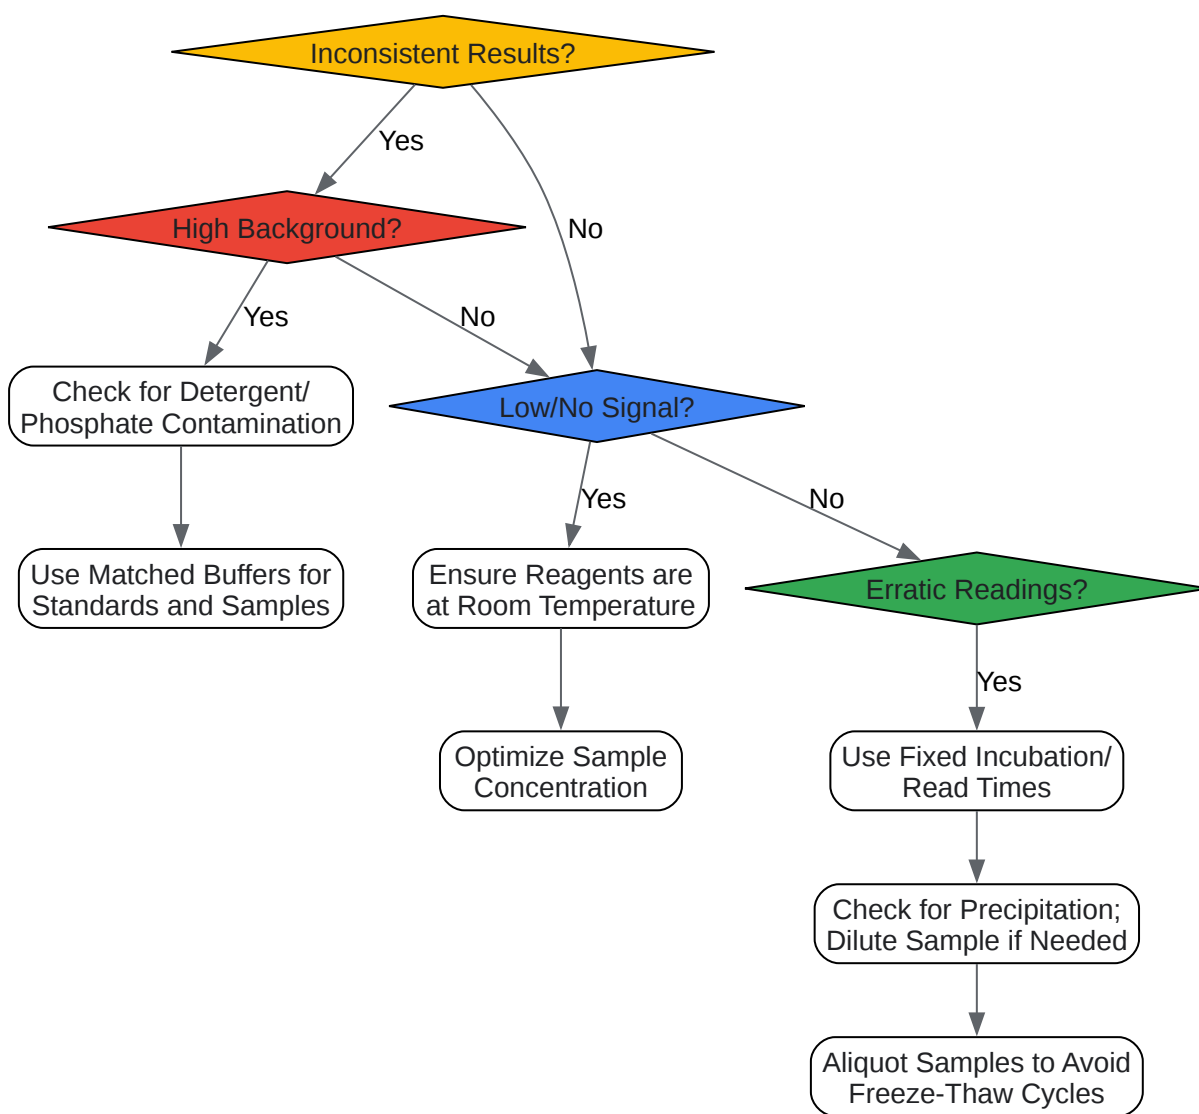 Inconsistent Results?
Yes
High Background?
No
Yes
No
Check for Detergent/
Phosphate Contamination
Low/No Signal?
Yes
No
Use Matched Buffers for
Standards and Samples
Ensure Reagents are
at Room Temperature
Erratic Readings?
Yes
Optimize Sample
Concentration
Use Fixed Incubation/
Read Times
Check for Precipitation;
Dilute Sample if Needed
Aliquot Samples to Avoid
Freeze-Thaw Cycles